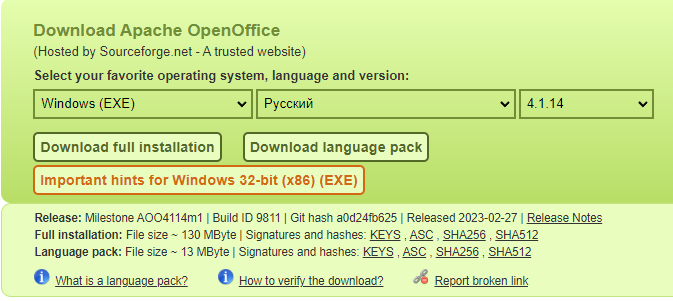 Download Apache OpenOffice
(Hosted by Sourceforge.net - A trusted website)
Select your favorite operating system, language and version:
Windows (EXE) Русский 4.1.14
Download full installation Download language pack
Important hints for Windows 32-bit (x86) (EXE)
Release: Milestone AOO4114m1 | Build ID 9811 | Git hash a0d24fb625 | Released 2023-02-27 | Release Notes
Full installation: File size ~ 130 MByte | Signatures and hashes: KEYS , ASC , SHA256 , SHA512
Language pack: File size ~ 13 MByte | Signatures and hashes: KEYS , ASC , SHA256 , SHA512
What is a language pack? How to verify the download? Report broken link